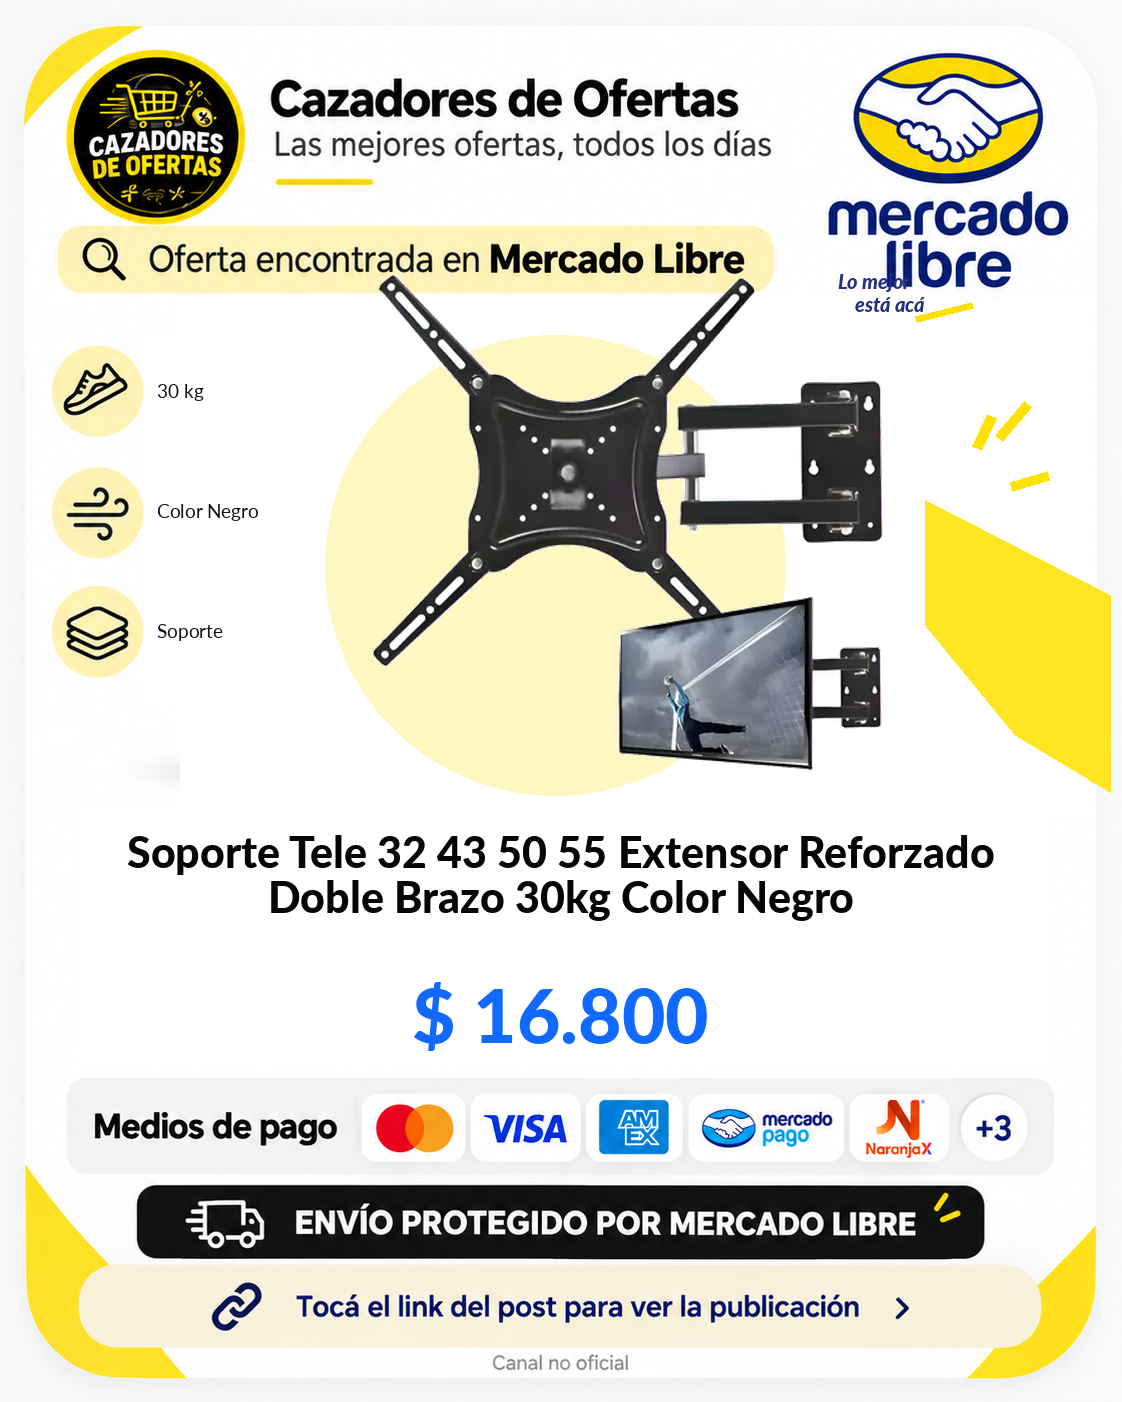 CAZADORES
DE OFERTAS
Cazadores de Ofertas
Las mejores ofertas, todos los días
mercado
libre
Lo mejor
está acá
Oferta encontrada en Mercado Libre
30 kg
Color Negro
Soporte
Soporte Tele 32 43 50 55 Extensor Reforzado
Doble Brazo 30kg Color Negro
$ 16.800
Medios de pago
VISA
AM
EX
mercado
pago
NaranjaX
+3
ENVÍO PROTEGIDO POR MERCADO LIBRE
Tocá el link del post para ver la publicación
Canal no oficial